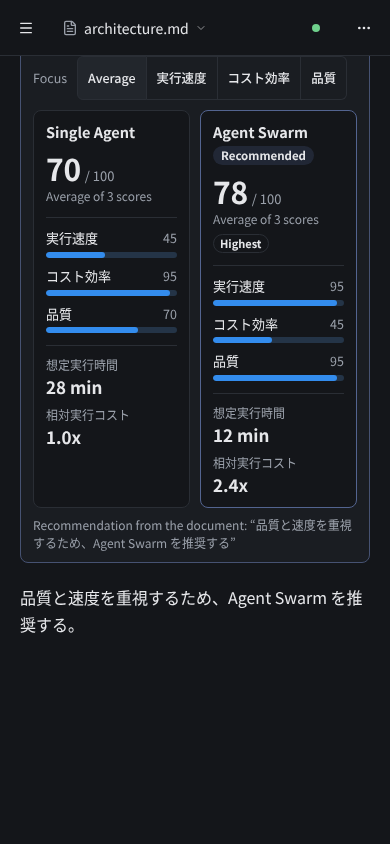 architecture.md
Focus Average 実行速度 コスト効率 品質
Single Agent
70 / 100
Average of 3 scores
実行速度 45
コスト効率 95
品質 70
想定実行時間
28 min
相対実行コスト
1.0x
Agent Swarm
Recommended
78 / 100
Average of 3 scores
Highest
実行速度 95
コスト効率 45
品質 95
想定実行時間
12 min
相対実行コスト
2.4x
Recommendation from the document: “品質と速度を重視
するため、Agent Swarm を推奨する”
品質と速度を重視するため、Agent Swarm を推
奨する。